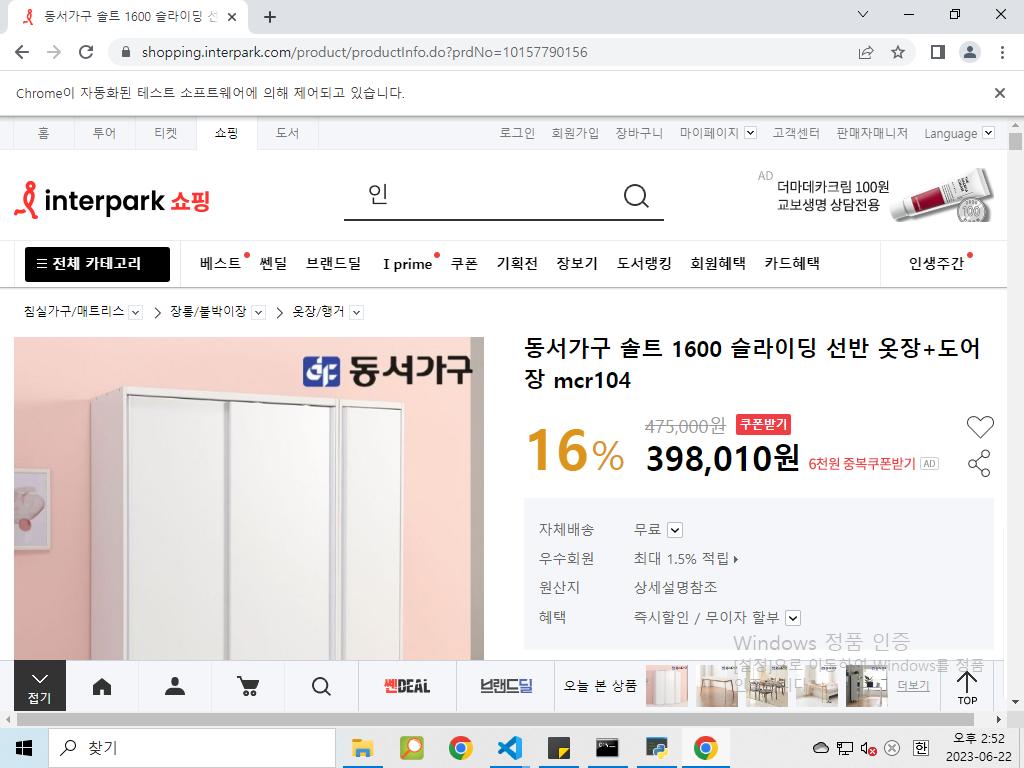 동서가구 솔트 1600 슬라이딩 선
shopping.interpark.com/product/productInfo.do?prdNo=10157790156
Chrome이 자동화된 테스트 소프트웨어에 의해 제어되고 있습니다.
홈 투어 티켓 쇼핑 도서 로그인 회원가입 장바구니 마이페이지 고객센터 판매자매니저 Language
interpark 쇼핑
인
AD
더마데카크림 100원
교보생명 상담전용
전체 카테고리 베스트 쎈딜 브랜드딜 I prime 쿠폰 기획전 장보기 도서랭킹 회원혜택 카드혜택 인생주간
침실가구/매트리스 장롱/붙박이장 옷장/행거
동서가구
동서가구 솔트 1600 슬라이딩 선반 옷장+도어
장 mcr104
16% 475,000원 쿠폰받기
398,010원 6천원 중복쿠폰받기 AD
자체배송 무료
우수회원 최대 1.5% 적립
원산지 상세설명참조
혜택 즉시할인 / 무이자 할부
Windows 정품 인증
[설정]으로 이동하여 Windows를 정품
접기 쎈DEAL 브랜드딜 오늘 본 상품 더보기 TOP
찾기
한
오후 2:52
2023-06-22